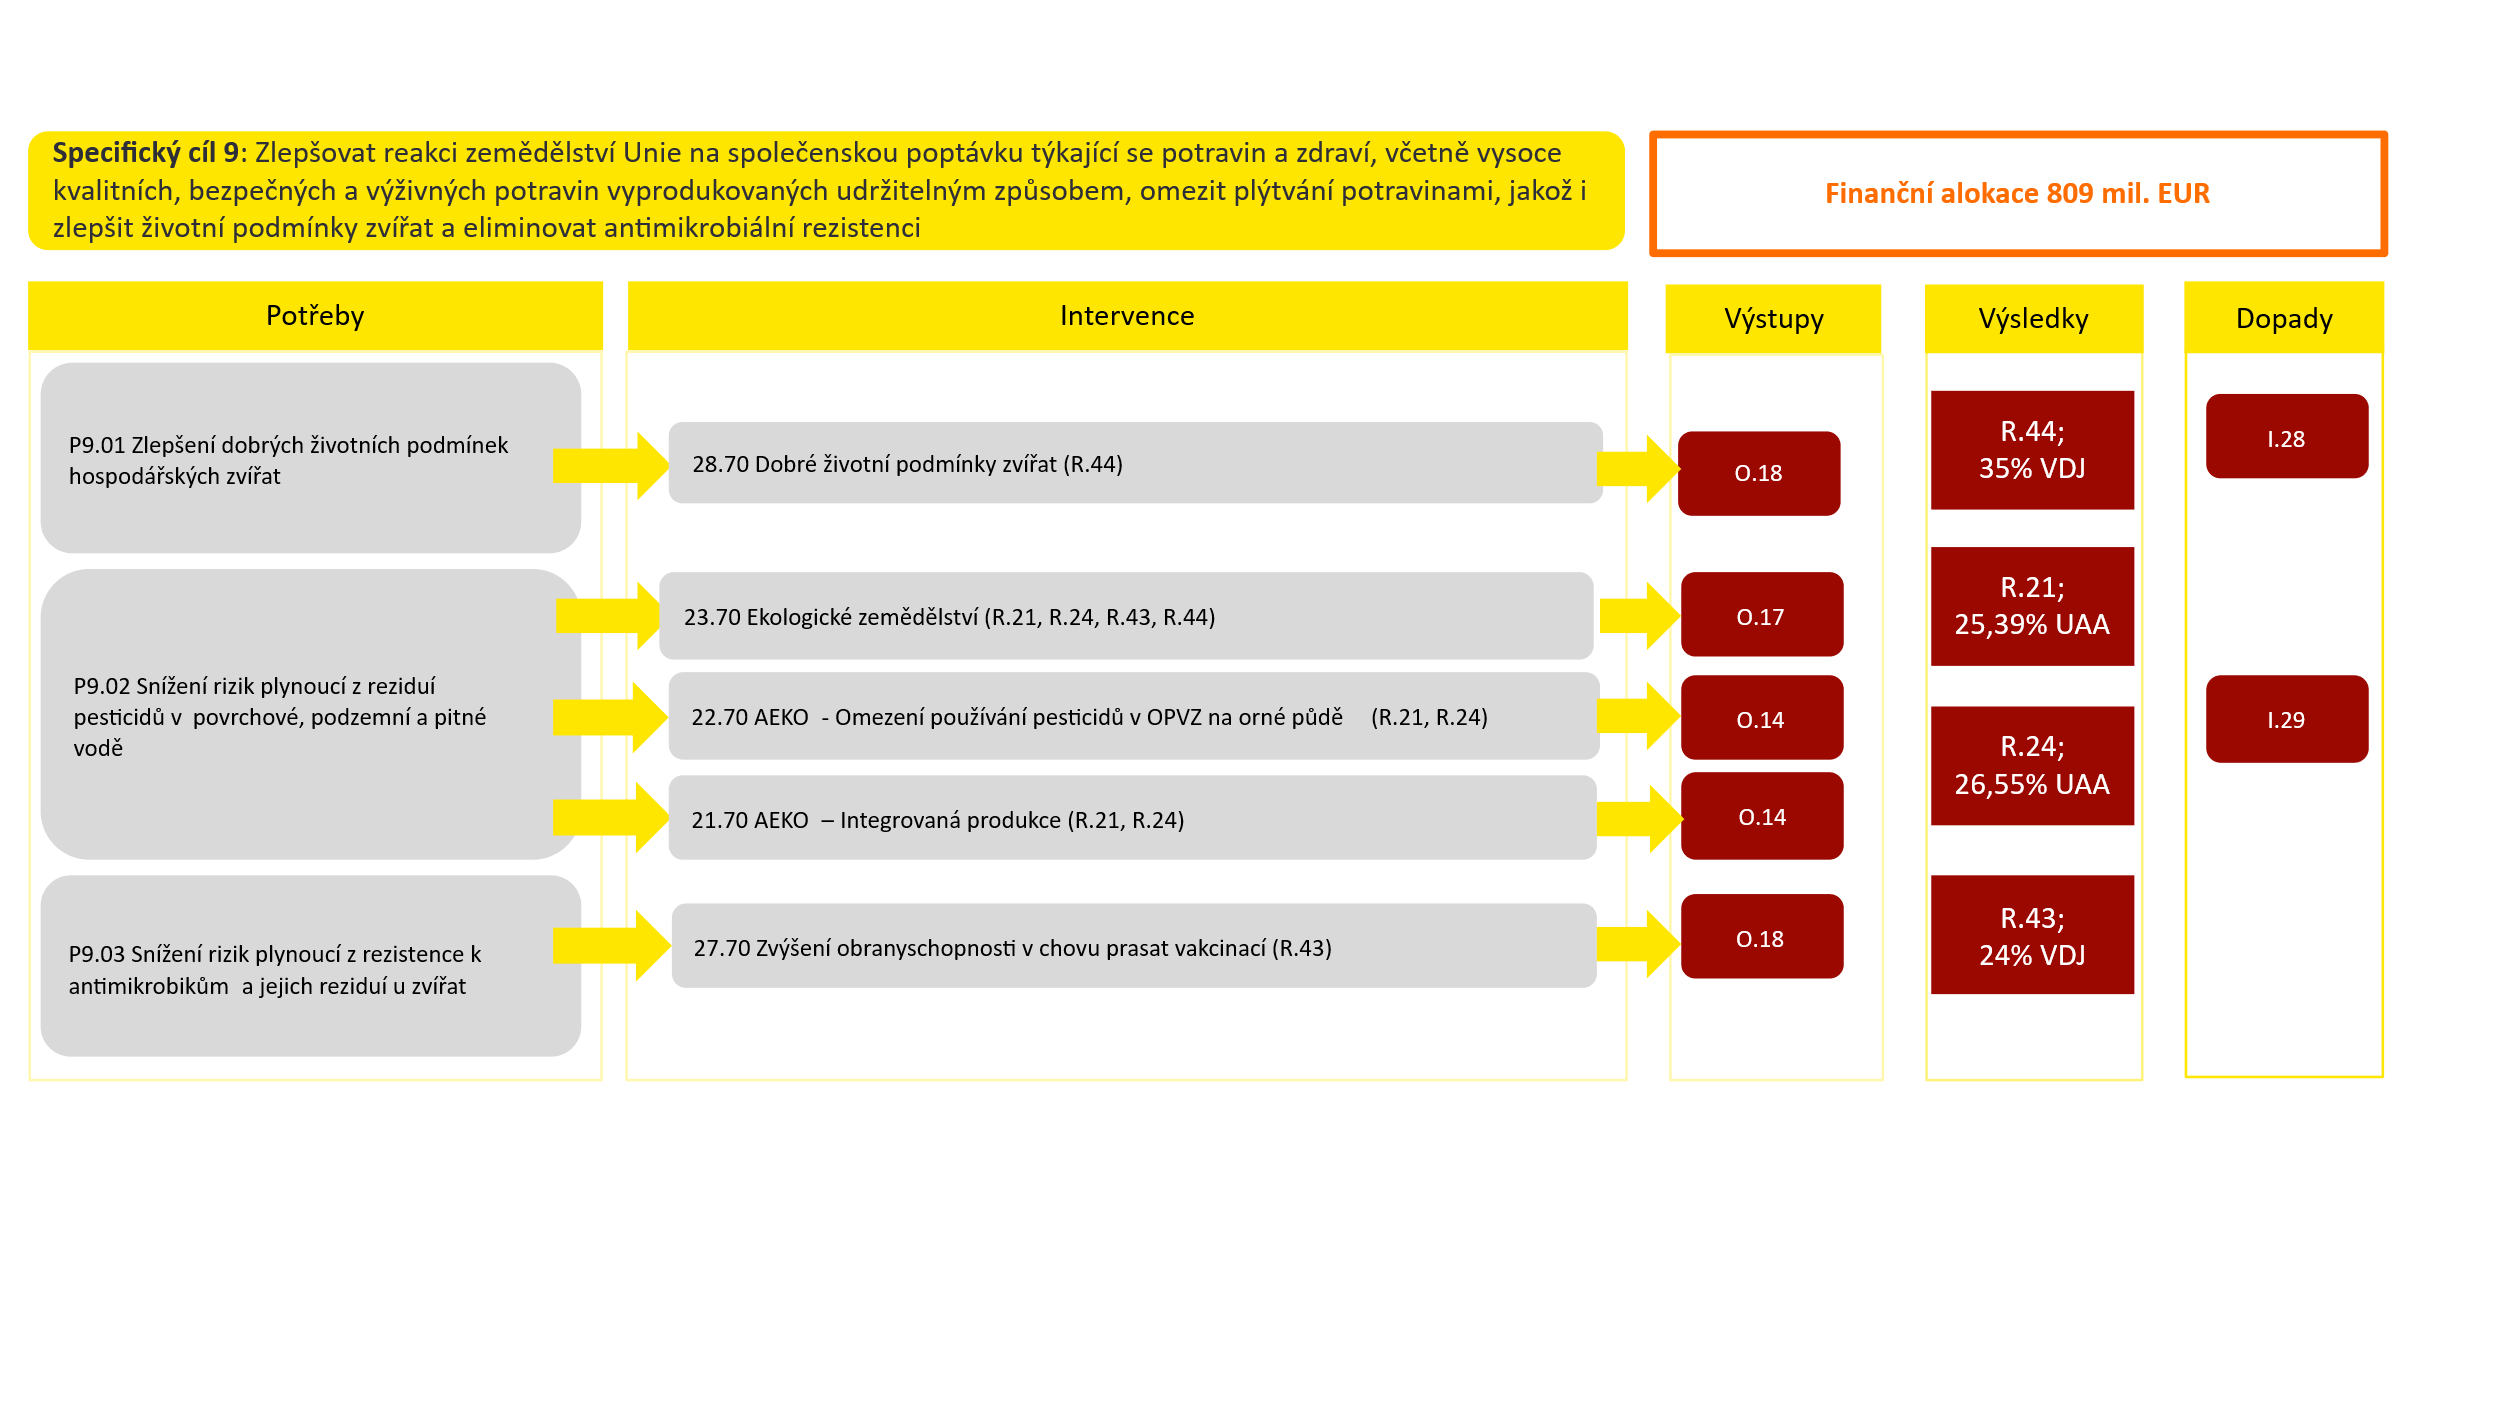 Specifický cíl 9: Zlepšovat reakci zemědělství Unie na společenskou poptávku týkající se potravin a zdraví, včetně vysoce
kvalitních, bezpečných a výživných potravin vyprodukovaných udržitelným způsobem, omezit plýtvání potravinami, jakož i
zlepšit životní podmínky zvířat a eliminovat antimikrobiální rezistenci
Finanční alokace 809 mil. EUR
Potřeby
Intervence
Výstupy
Výsledky
Dopady
P9.01 Zlepšení dobrých životních podmínek
hospodářských zvířat
28.70 Dobré životní podmínky zvířat (R.44)
O.18
R.44;
35% VDJ
I.28
P9.02 Snížení rizik plynoucí z reziduí
pesticidů v  povrchové, podzemní a pitné
vodě
23.70 Ekologické zemědělství (R.21, R.24, R.43, R.44)
O.17
R.21;
25,39% UAA
22.70 AEKO  - Omezení používání pesticidů v OPVZ na orné půdě    (R.21, R.24)
O.14
R.24;
26,55% UAA
I.29
21.70 AEKO  – Integrovaná produkce (R.21, R.24)
O.14
P9.03 Snížení rizik plynoucí z rezistence k
antimikrobikům  a jejich reziduí u zvířat
27.70 Zvýšení obranyschopnosti v chovu prasat vakcinací (R.43)
O.18
R.43;
24% VDJ